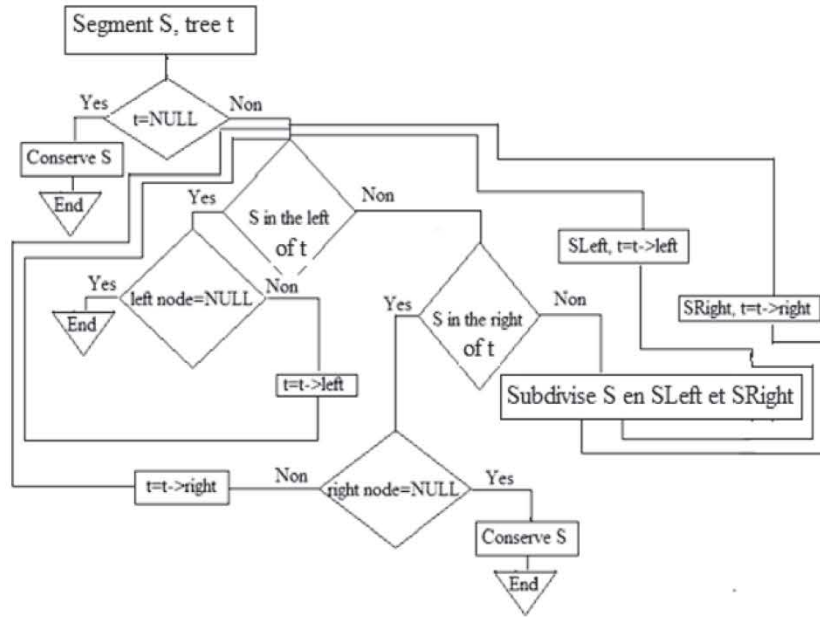 Segment S, tree t
Yes
Non
t=NULL
Conserve S
End
Yes
Non
S in the left
of t
SLeft, t=t->left
Yes
left node=NULL
Non
End
Yes
Non
S in the right
of t
SRight, t=t->right
t=t->left
Subdivise S en SLeft et SRight
t=t->right
Non
right node=NULL
Yes
Conserve S
End